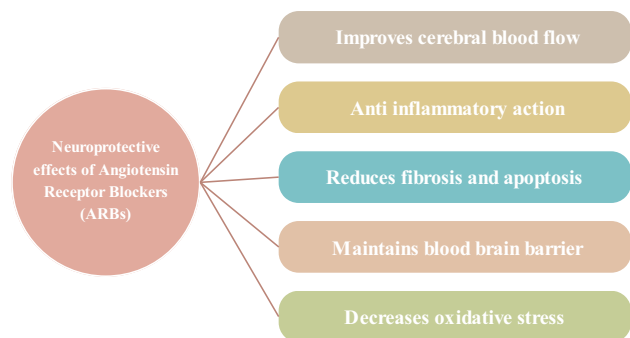 Neuroprotective
effects of Angiotensin
Receptor Blockers
(ARBs)
Improves cerebral blood flow
Anti inflammatory action
Reduces fibrosis and apoptosis
Maintains blood brain barrier
Decreases oxidative stress